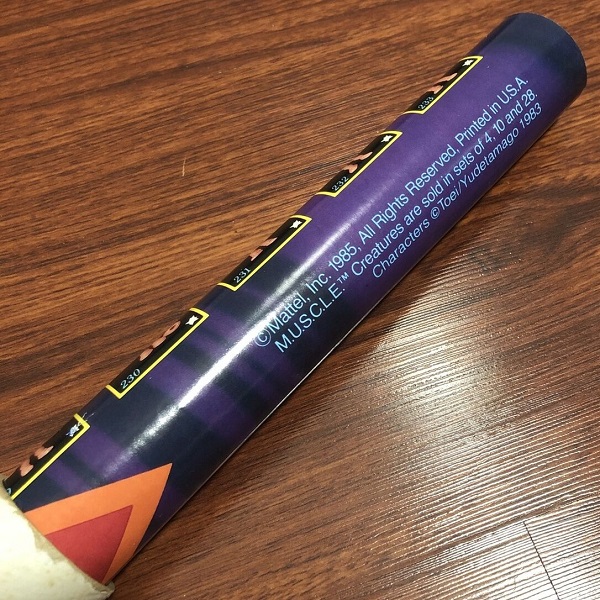 © Mattel, Inc. 1985, All Rights Reserved, Printed in U.S.A.
M.U.S.C.L.E.™ Creatures are sold in sets of 4, 10 and 28.
Characters ©Toei/Yudetamago 1983
230
231
232
233